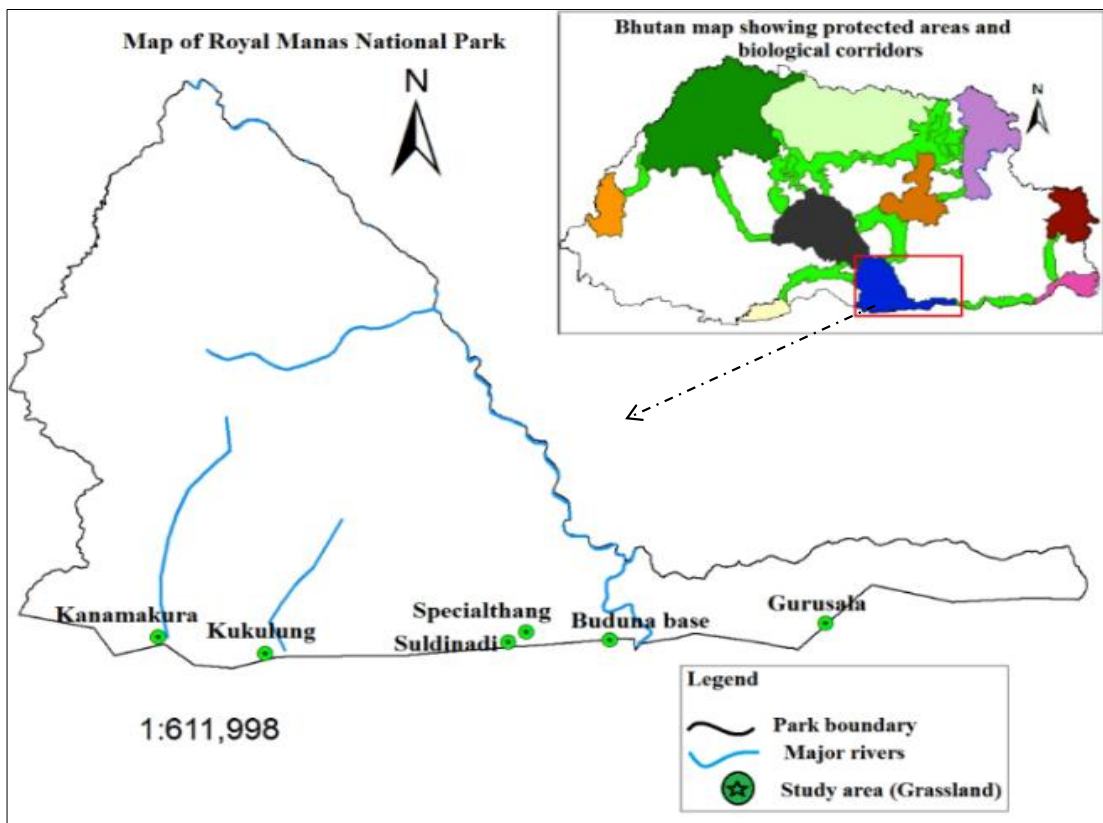 Map of Royal Manas National Park
N
Bhutan map showing protected areas and
biological corridors
N
Kanamakura
Kukulung
Specialthang
Suldinadi
Buduna base
Gurusala
1:611,998
Legend
Park boundary
Major rivers
Study area (Grassland)